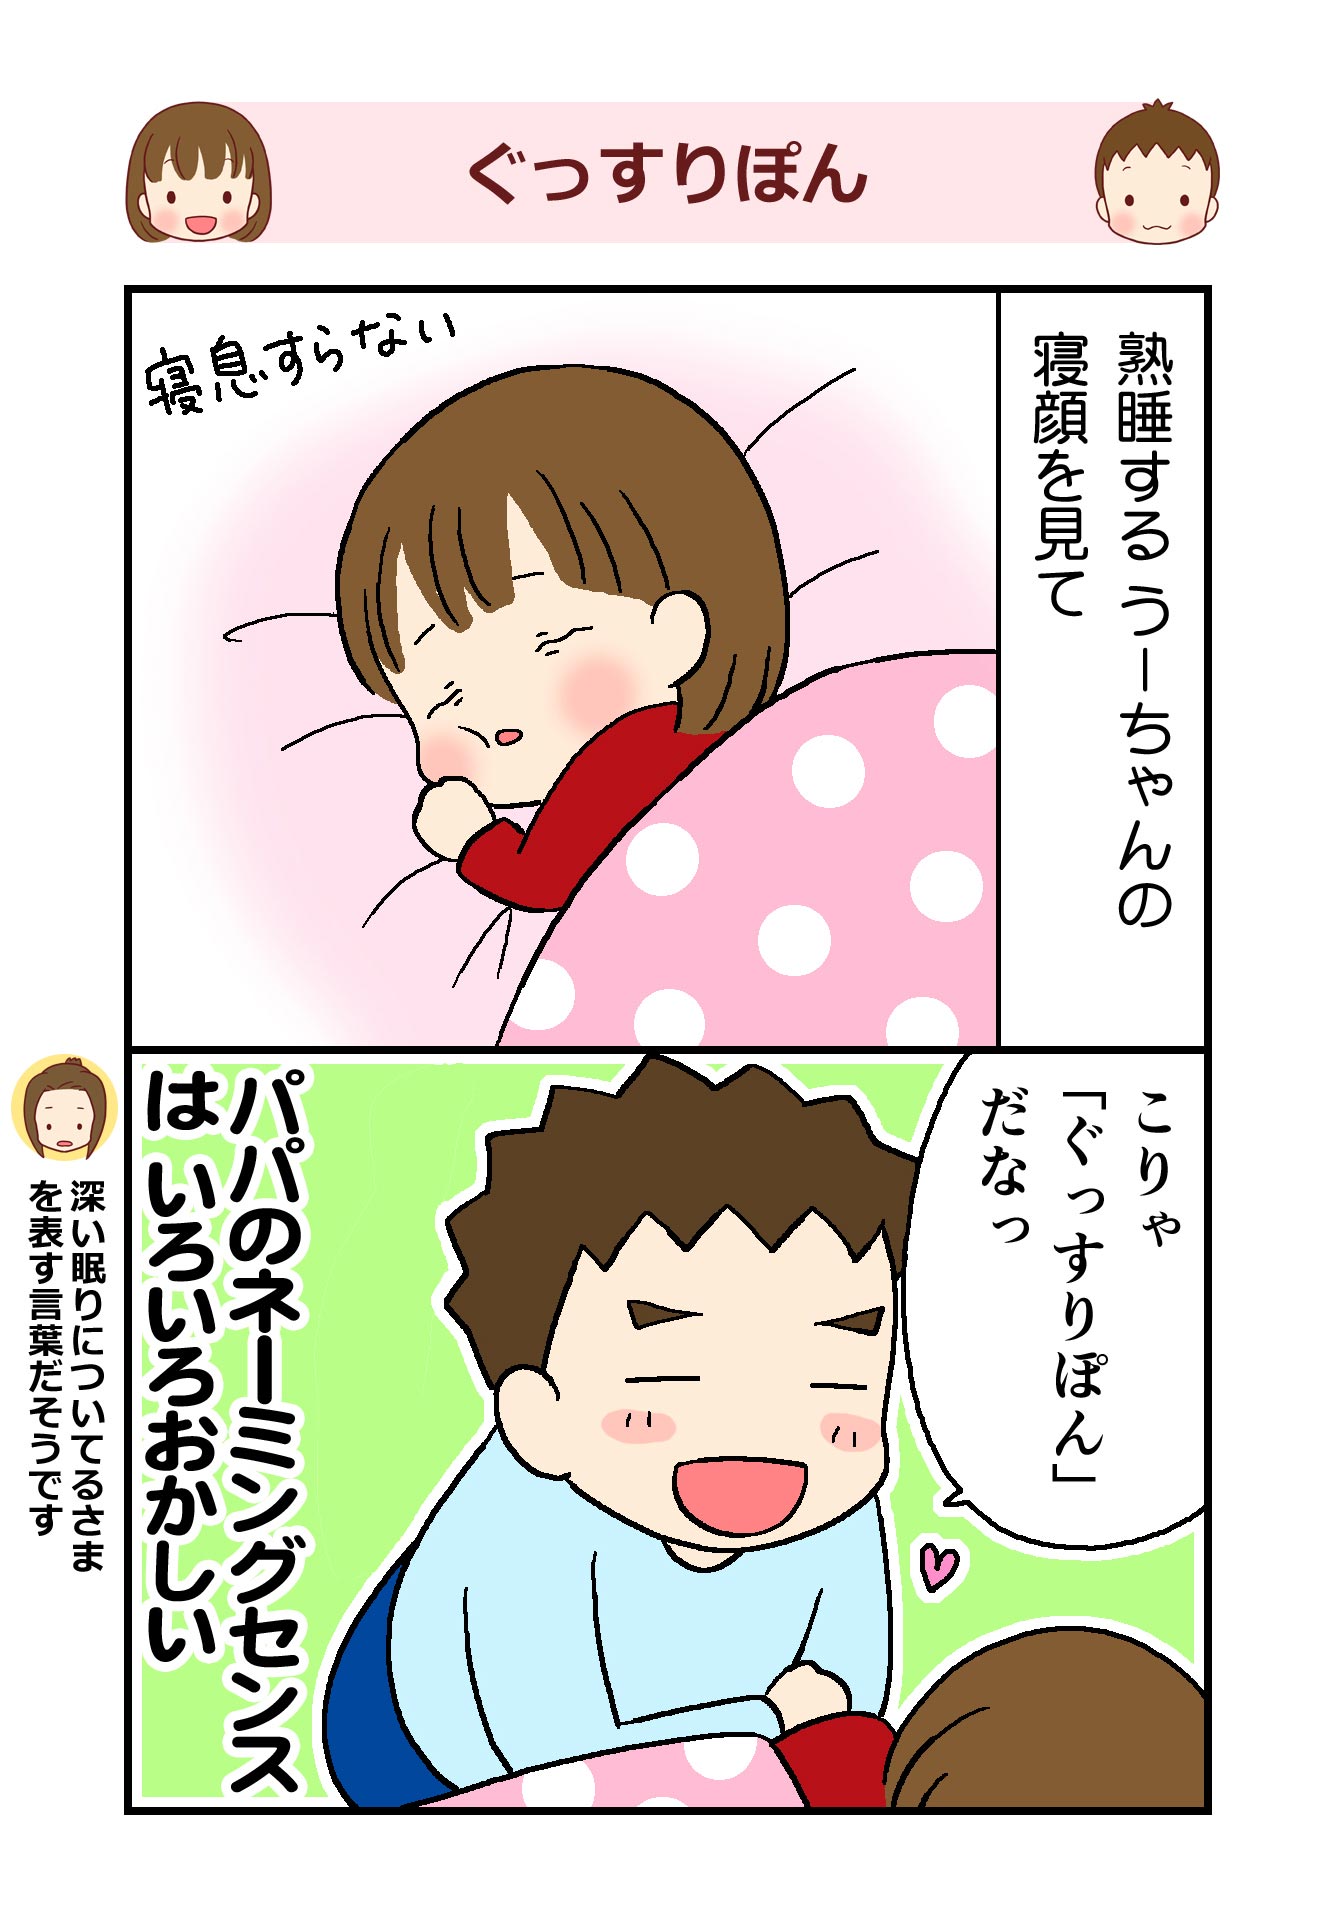 ぐっすりぽん
熟睡するうーちゃんの
寝顔を見て
寝息すらない
こりゃ
「ぐっすりぽん」
だなっ
パパのネーミングセンス
は いろいろおかしい
深い眠りについてるさま
を表す言葉だそうです